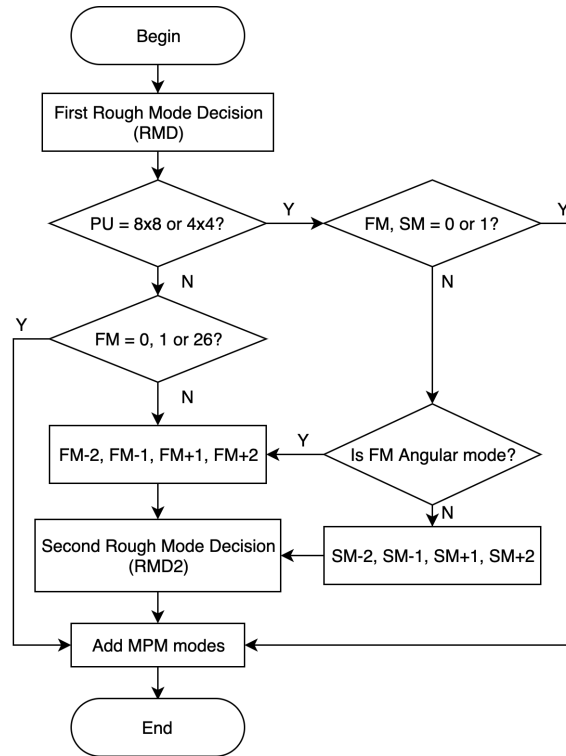 Begin
First Rough Mode Decision
(RMD)
PU = 8x8 or 4x4?
Y
FM, SM = 0 or 1?
Y
N
N
Y
FM = 0, 1 or 26?
N
FM-2, FM-1, FM+1, FM+2
Y
Is FM Angular mode?
N
Second Rough Mode Decision
(RMD2)
SM-2, SM-1, SM+1, SM+2
Add MPM modes
End